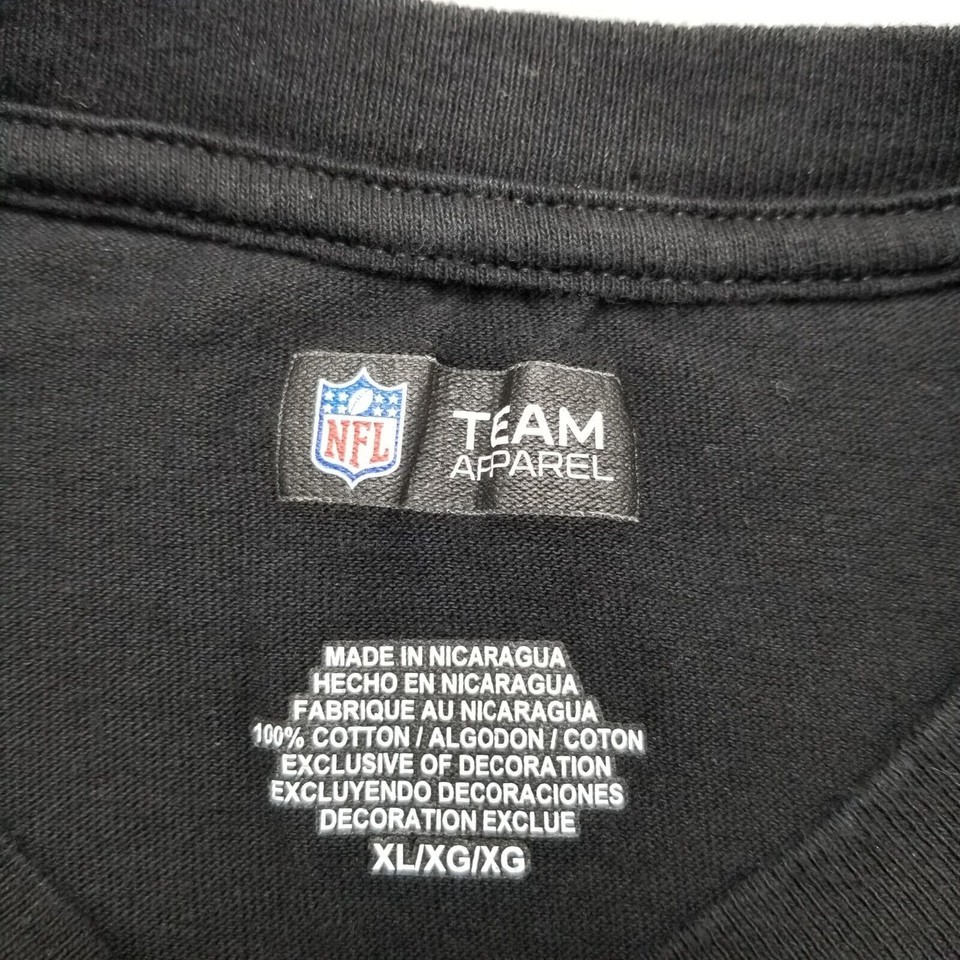 NFL
TEAM
APPAREL
MADE IN NICARAGUA
HECHO EN NICARAGUA
FABRIQUE AU NICARAGUA
100% COTTON / ALGODON / COTON
EXCLUSIVE OF DECORATION
EXCLUYENDO DECORACIONES
DECORATION EXCLUE
XL/XG/XG